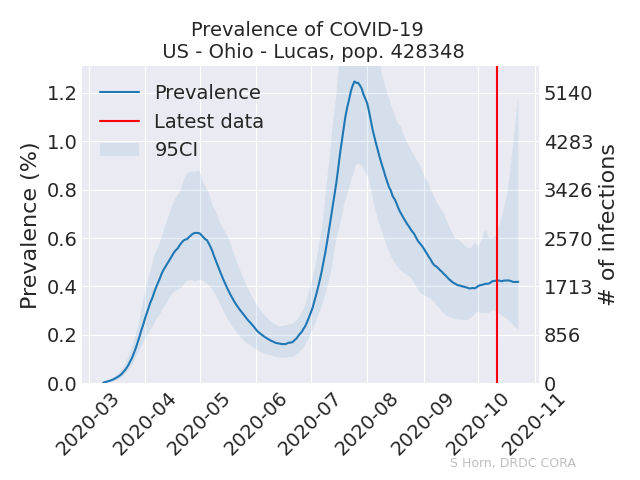 Prevalence of COVID-19
US - Ohio - Lucas, pop. 428348
Prevalence
Latest data
95CI
Prevalence (%)
1.2
1.0
0.8
0.6
0.4
0.2
0.0
5140
4283
3426
2570
1713
856
0
# of infections
2020-03
2020-04
2020-05
2020-06
2020-07
2020-08
2020-09
2020-10
2020-11
S Horn, DRDC CORA